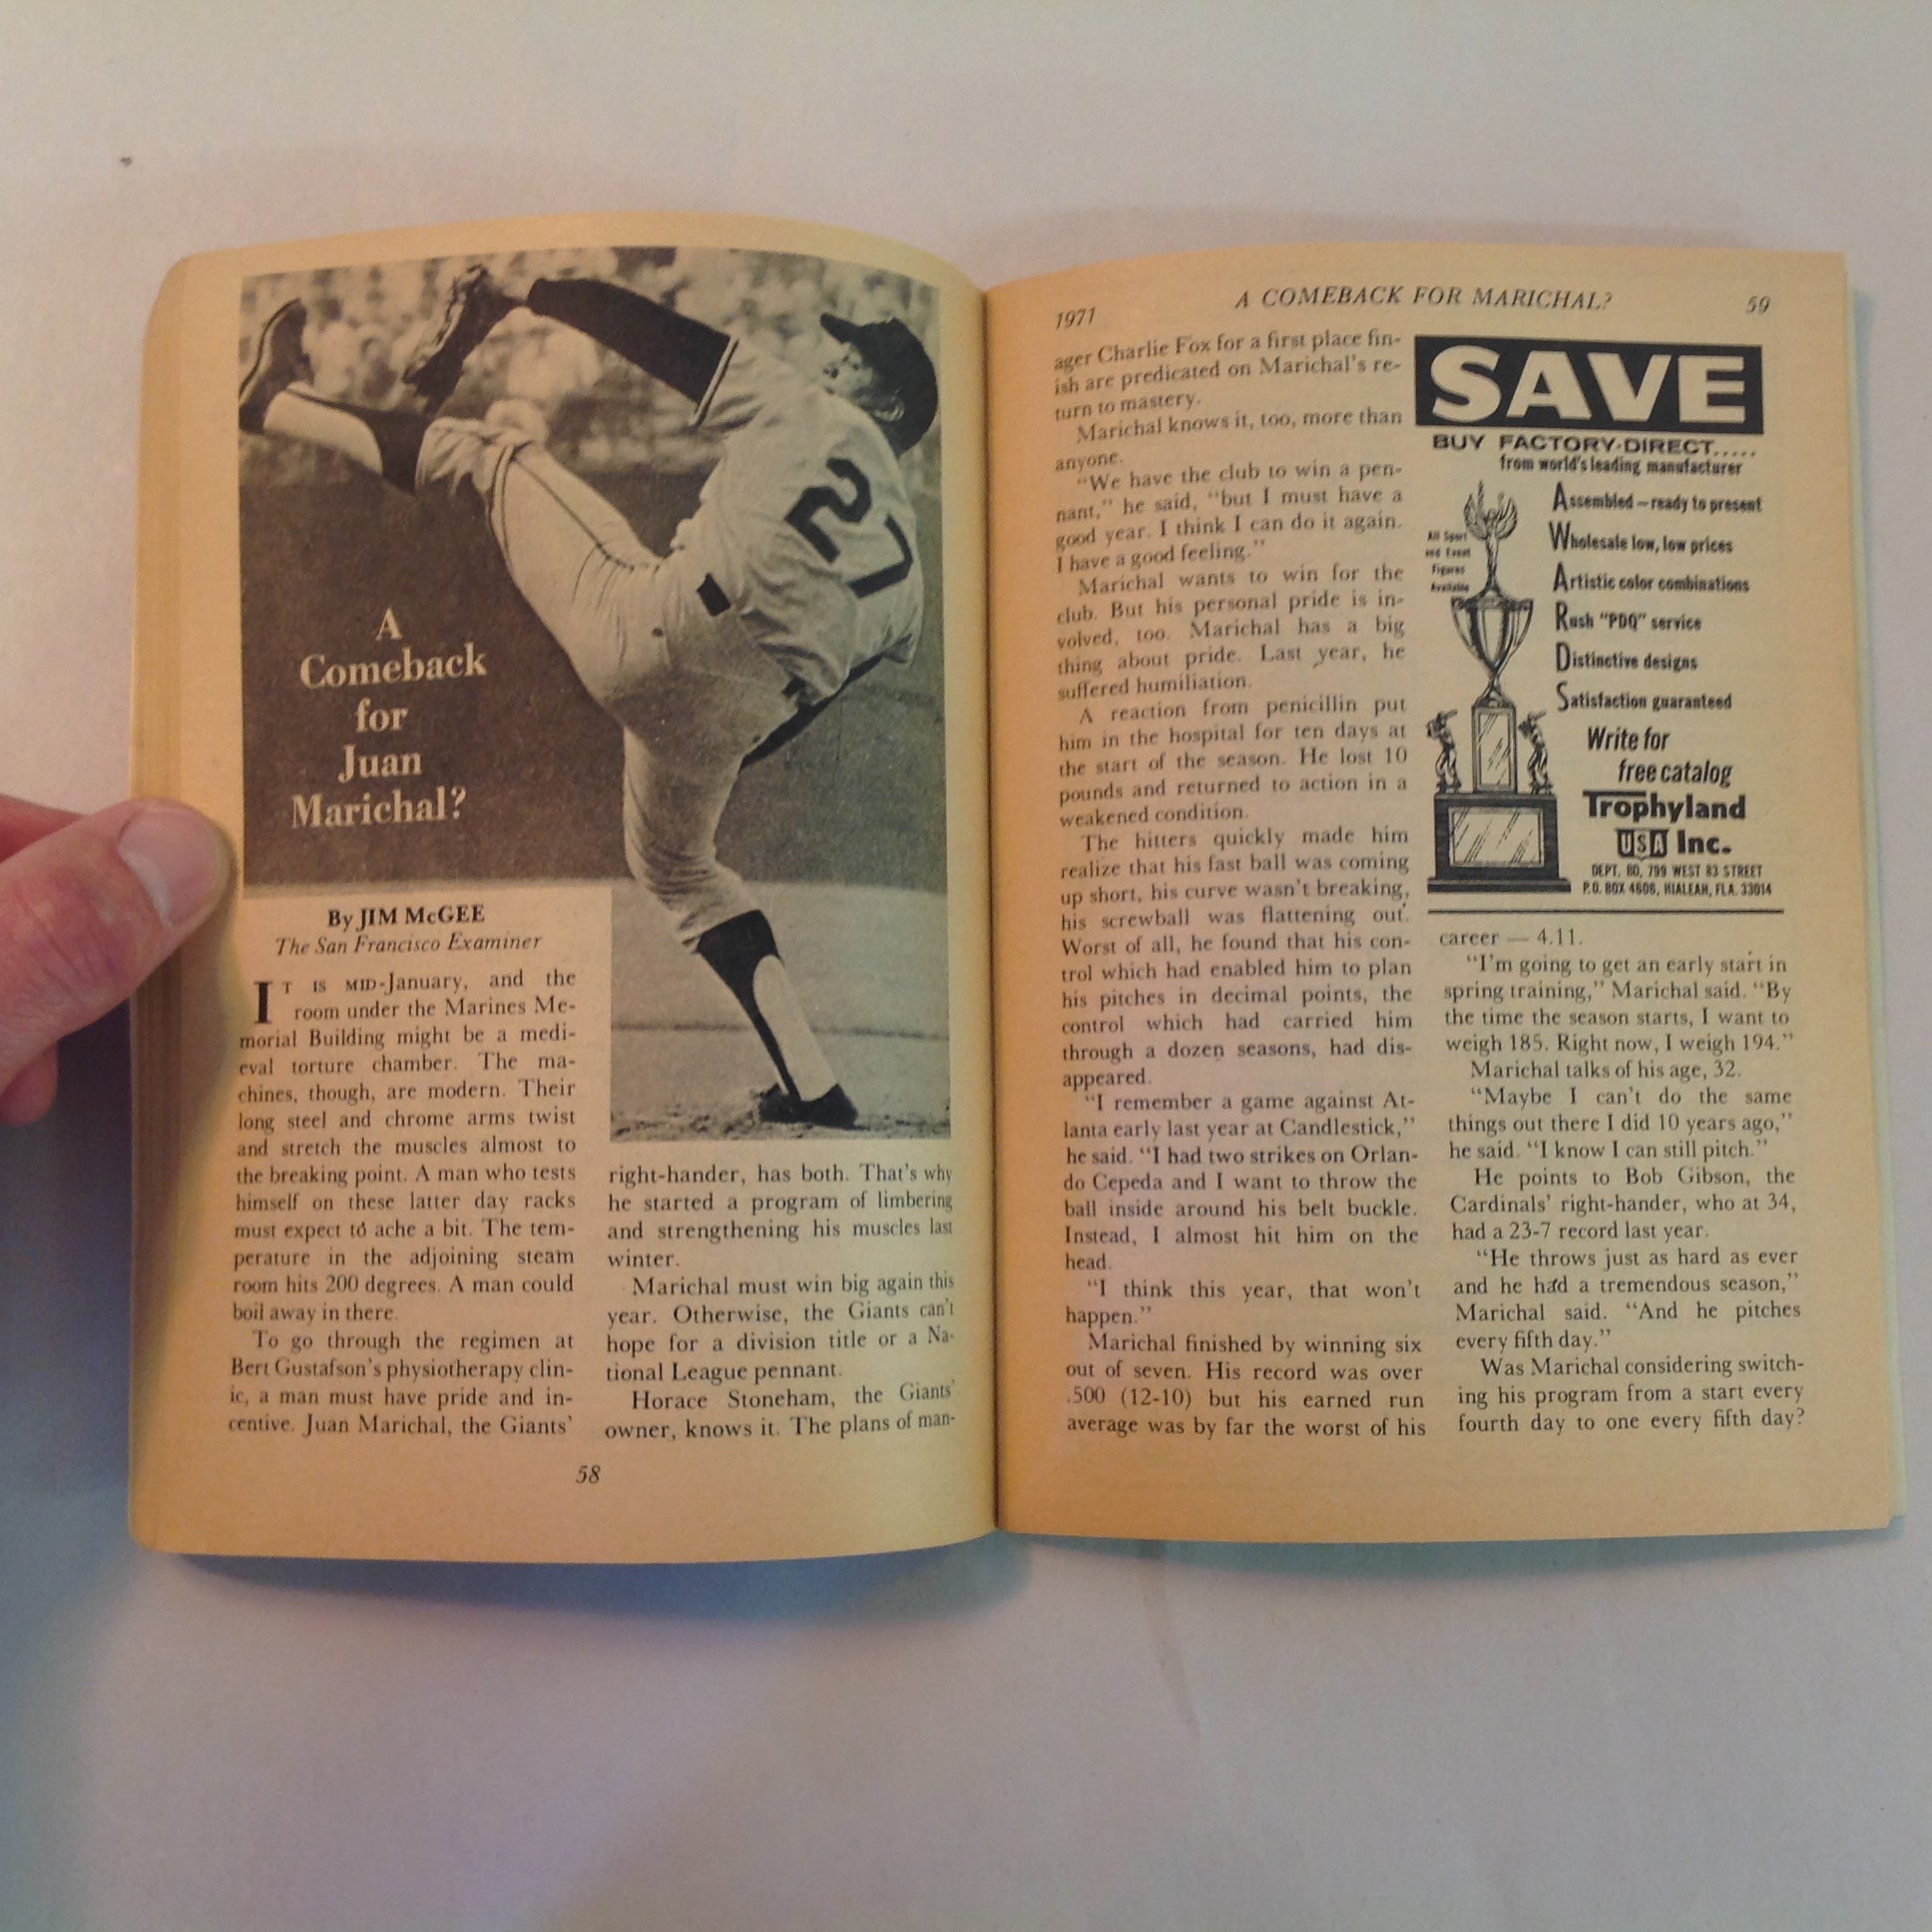 27
A
Comeback
for
Juan
Marichal?
By JIM McGEE
The San Francisco Examiner
IT IS MID-January, and the
room under the Marines Me-
morial Building might be a medi-
eval torture chamber. The ma-
chines, though, are modern. Their
long steel and chrome arms twist
and stretch the muscles almost to
the breaking point. A man who tests
himself on these latter day racks
must expect to ache a bit. The tem-
perature in the adjoining steam
room hits 200 degrees. A man could
boil away in there.
To go through the regimen at
Bert Gustafson's physiotherapy clin-
ic, a man must have pride and in-
centive. Juan Marichal, the Giants'
right-hander, has both. That's why
he started a program of limbering
and strengthening his muscles last
winter.
Marichal must win big again this
year. Otherwise, the Giants can't
hope for a division title or a Na-
tional League pennant.
Horace Stoneham, the Giants'
owner, knows it. The plans of man-
58
1971
A COMEBACK FOR MARICHAL?
59
ager Charlie Fox for a first place fin-
ish are predicated on Marichal's re-
turn to mastery.
Marichal knows it, too, more than
anyone.
"We have the club to win a pen-
nant," he said, "but I must have a
good year. I think I can do it again.
I have a good feeling."
Marichal wants to win for the
club. But his personal pride is in-
volved, too. Marichal has a big
thing about pride. Last year, he
suffered humiliation.
A reaction from penicillin put
him in the hospital for ten days at
the start of the season. He lost 10
pounds and returned to action in a
weakened condition.
The hitters quickly made him
realize that his fast ball was coming
up short, his curve wasn't breaking,
his screwball was flattening out.
Worst of all, he found that his con-
trol which had enabled him to plan
his pitches in decimal points, the
control which had carried him
through a dozen seasons, had dis-
appeared.
"I remember a game against At-
lanta early last year at Candlestick,"
he said. "I had two strikes on Orlan-
do Cepeda and I want to throw the
ball inside around his belt buckle.
Instead, I almost hit him on the
head.
"I think this year, that won't
happen."
Marichal finished by winning six
out of seven. His record was over
.500 (12-10) but his earned run
average was by far the worst of his
SAVE
BUY FACTORY-DIRECT.....
from world's leading manufacturer
All Sport
and Event
Figures
Available
Assembled – ready to present
Wholesale low, low prices
Artistic color combinations
Rush "PDQ" service
Distinctive designs
Satisfaction guaranteed
Write for
free catalog
Trophyland
USA Inc.
DEPT. BD, 799 WEST 83 STREET
P.O. BOX 4606, HIALEAH, FLA. 33014
career — 4.11.
"I'm going to get an early start in
spring training," Marichal said. "By
the time the season starts, I want to
weigh 185. Right now, I weigh 194."
Marichal talks of his age, 32.
"Maybe I can't do the same
things out there I did 10 years ago,"
he said. "I know I can still pitch."
He points to Bob Gibson, the
Cardinals' right-hander, who at 34,
had a 23-7 record last year.
"He throws just as hard as ever
and he had a tremendous season,"
Marichal said. "And he pitches
every fifth day."
Was Marichal considering switch-
ing his program from a start every
fourth day to one every fifth day?